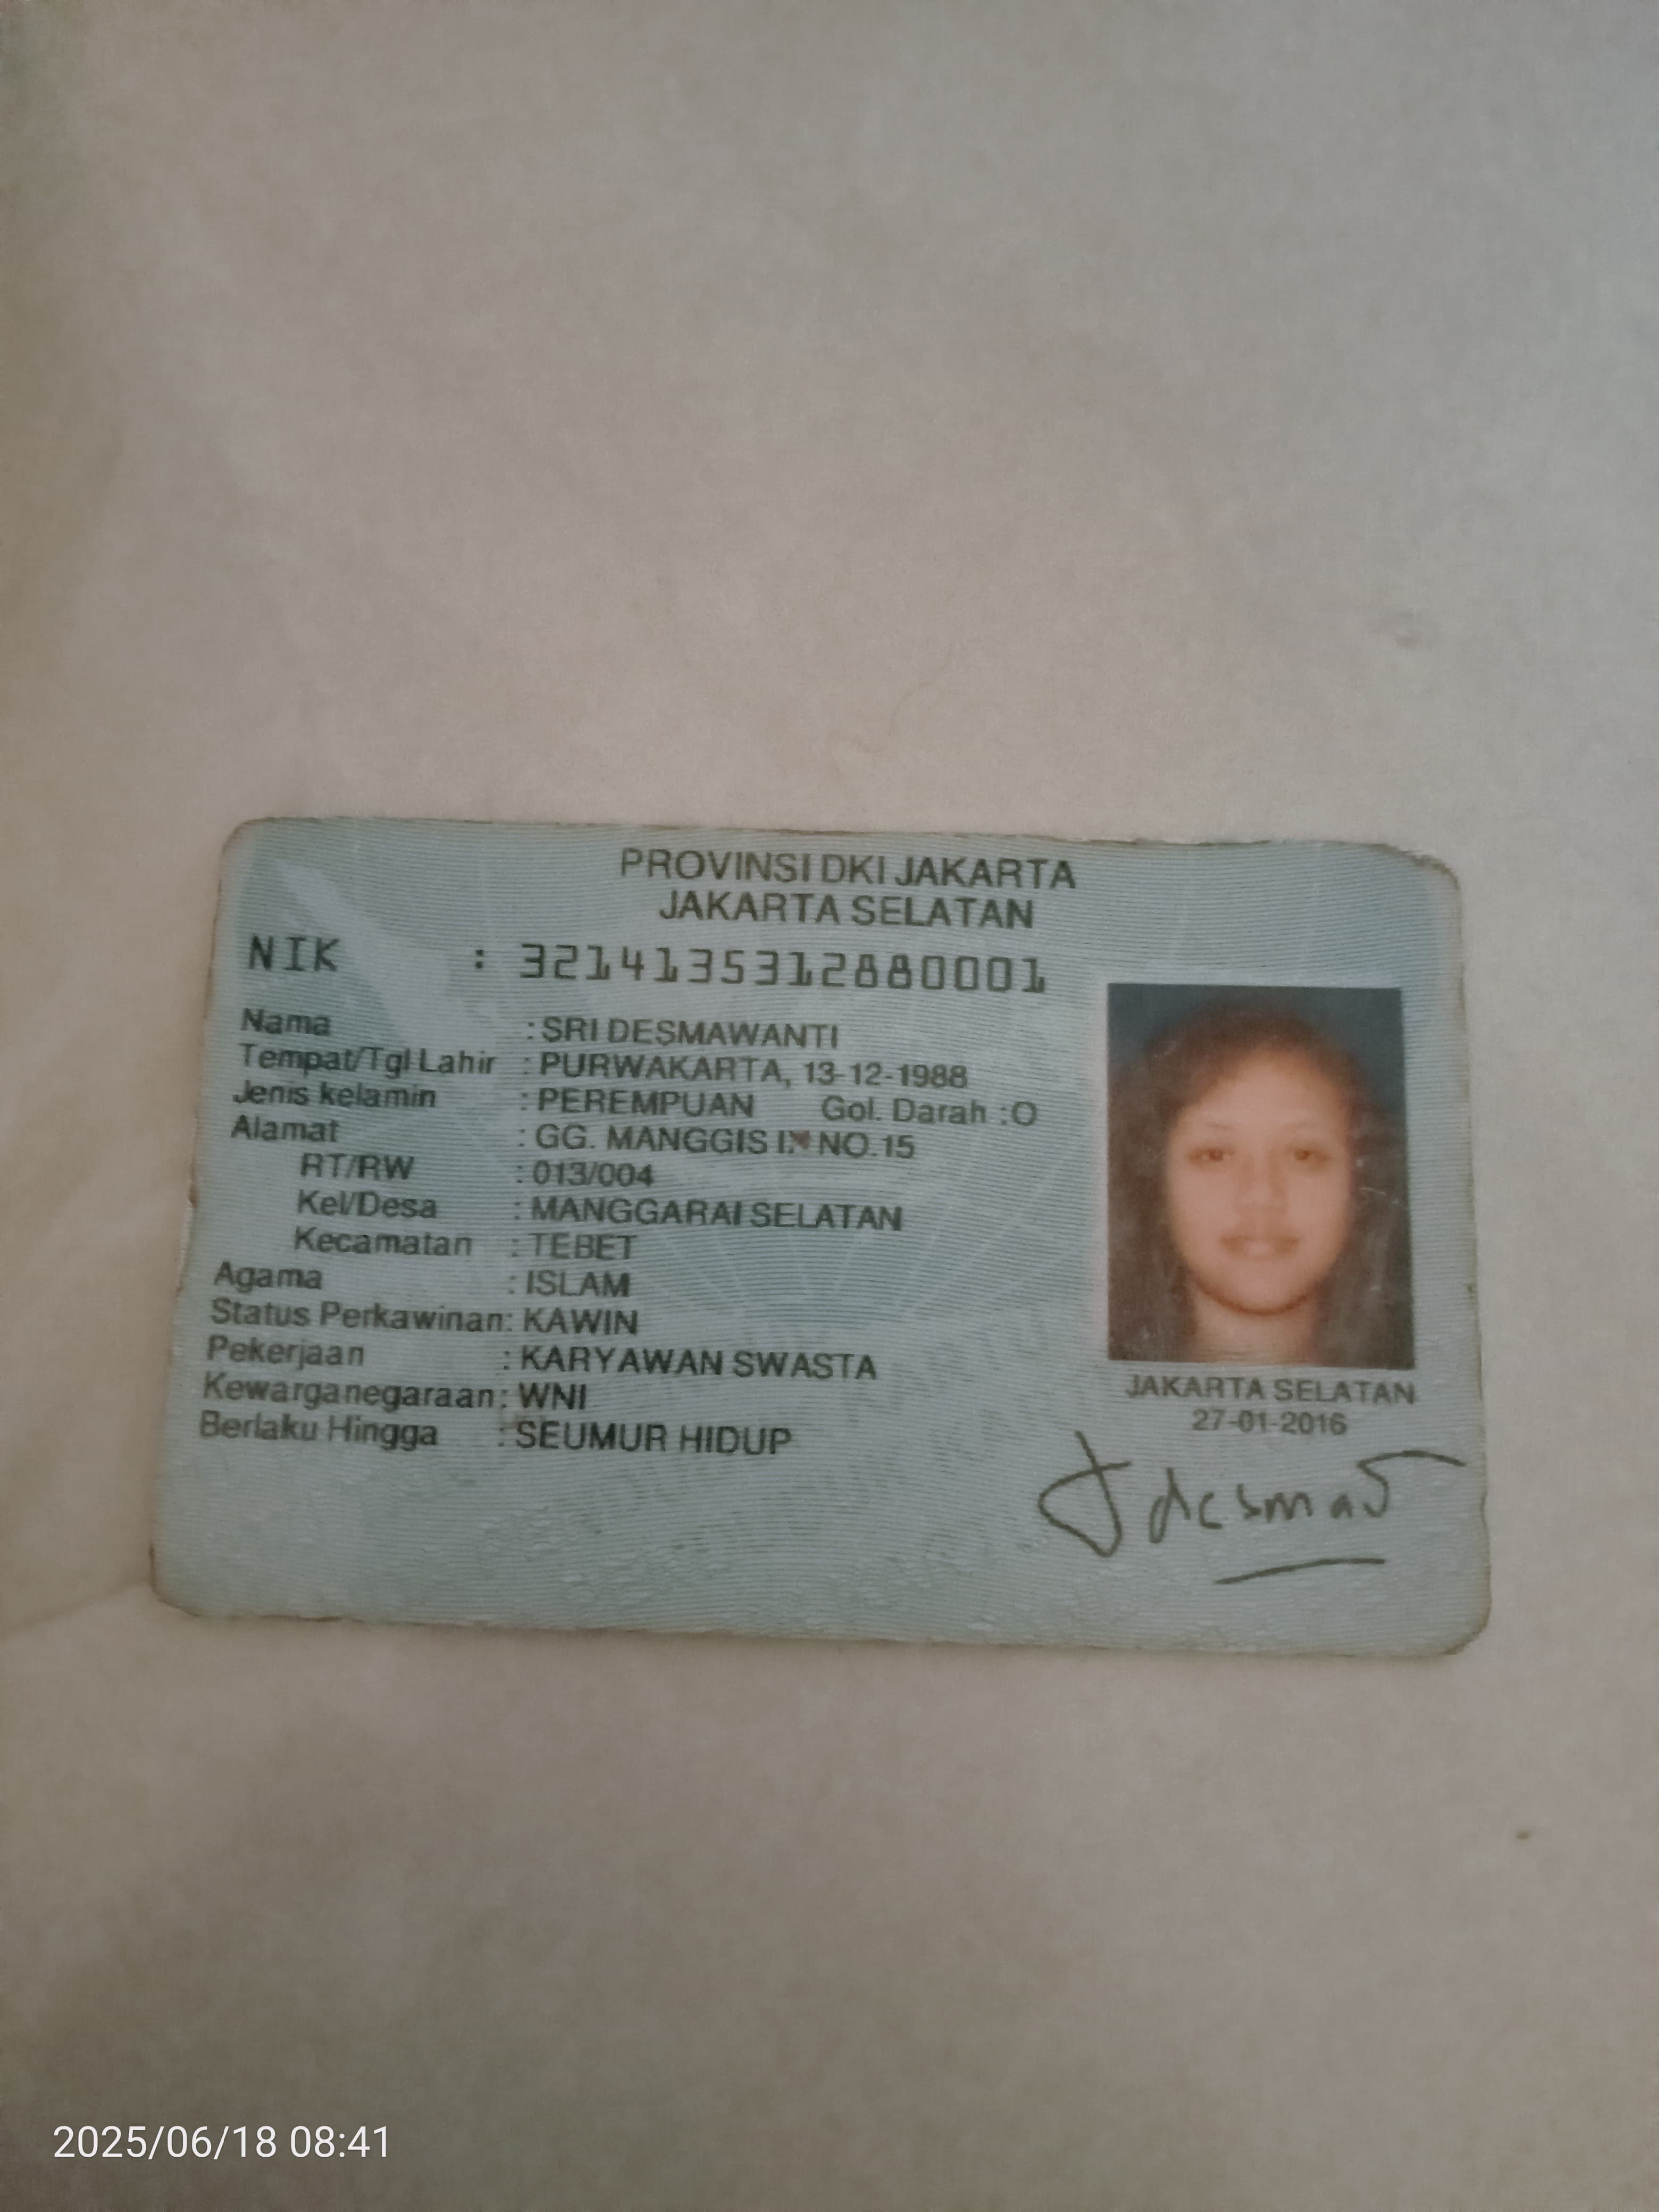 PROVINSI DKI JAKARTA
JAKARTA SELATAN
NIK : 3214135312880001
Nama : SRI DESMAWANTI
Tempat/Tgl Lahir : PURWAKARTA, 13-12-1988
Jenis kelamin : PEREMPUAN Gol. Darah :O
Alamat : GG. MANGGIS NO.15
RT/RW : 013/004
Kel/Desa : MANGGARAI SELATAN
Kecamatan : TEBET
Agama : ISLAM
Status Perkawinan: KAWIN
Pekerjaan : KARYAWAN SWASTA
Kewarganegaraan: WNI
Berlaku Hingga : SEUMUR HIDUP
JAKARTA SELATAN
27-01-2016
2025/06/18 08:41